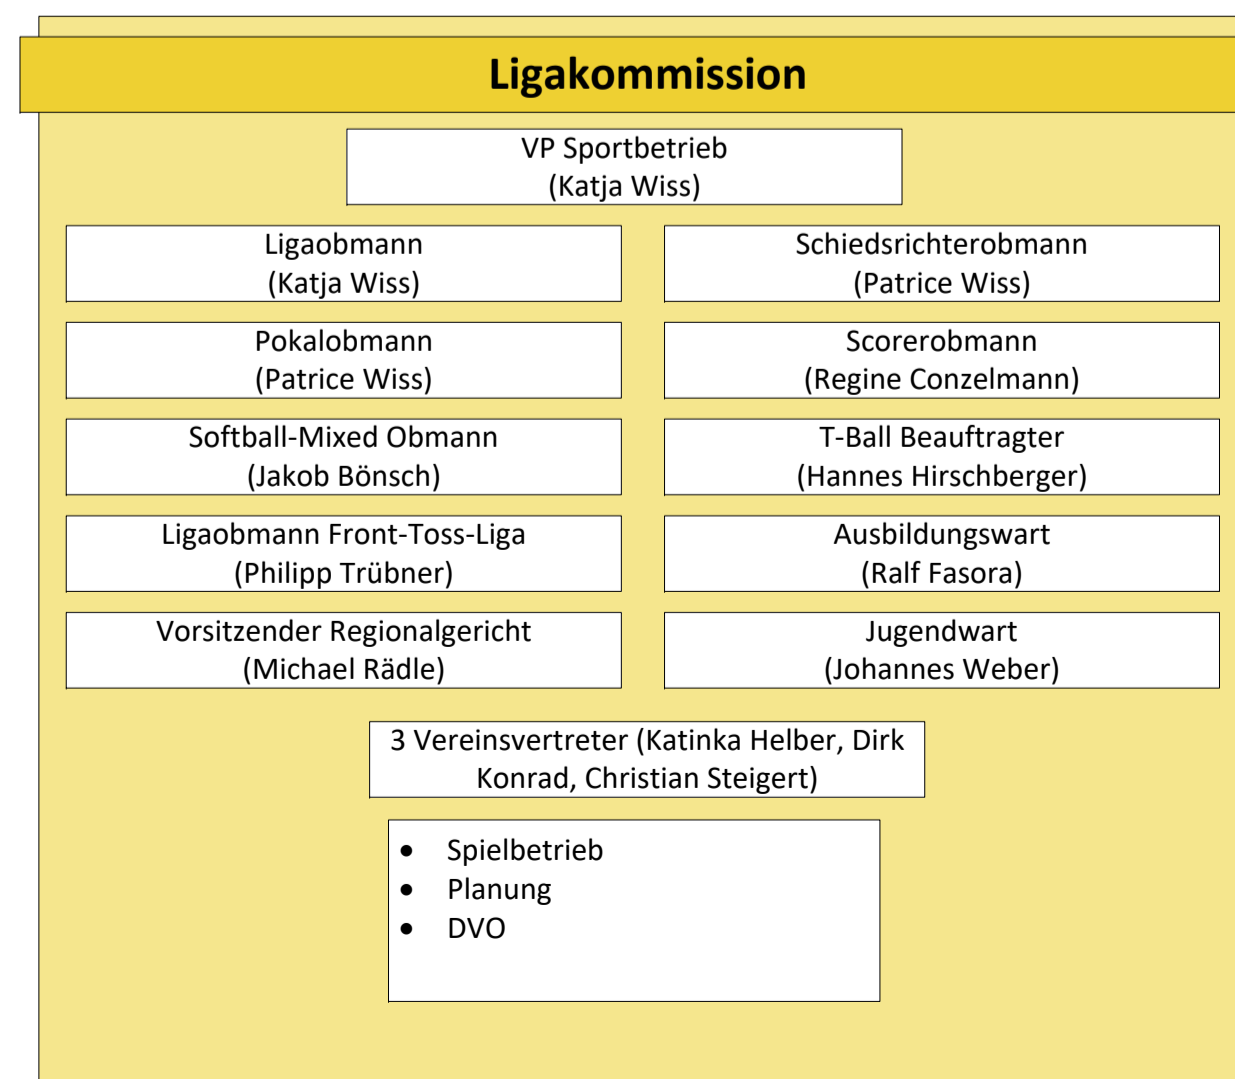 Ligakommission
VP Sportbetrieb
(Katja Wiss)
Ligaobmann
(Katja Wiss)
Schiedsrichterobmann
(Patrice Wiss)
Pokalobmann
(Patrice Wiss)
Scorerobmann
(Regine Conzelmann)
Softball-Mixed Obmann
(Jakob Bönsch)
T-Ball Beauftragter
(Hannes Hirschberger)
Ligaobmann Front-Toss-Liga
(Philipp Trübner)
Ausbildungswart
(Ralf Fasora)
Vorsitzender Regionalgericht
(Michael Rädle)
Jugendwart
(Johannes Weber)
3 Vereinsvertreter (Katinka Helber, Dirk
Konrad, Christian Steigert)
• Spielbetrieb
• Planung
• DVO